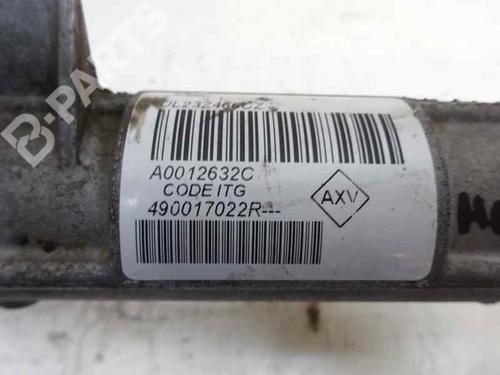 B-PARTS
A0012632C
CODE ITG
AXV
490017022R---